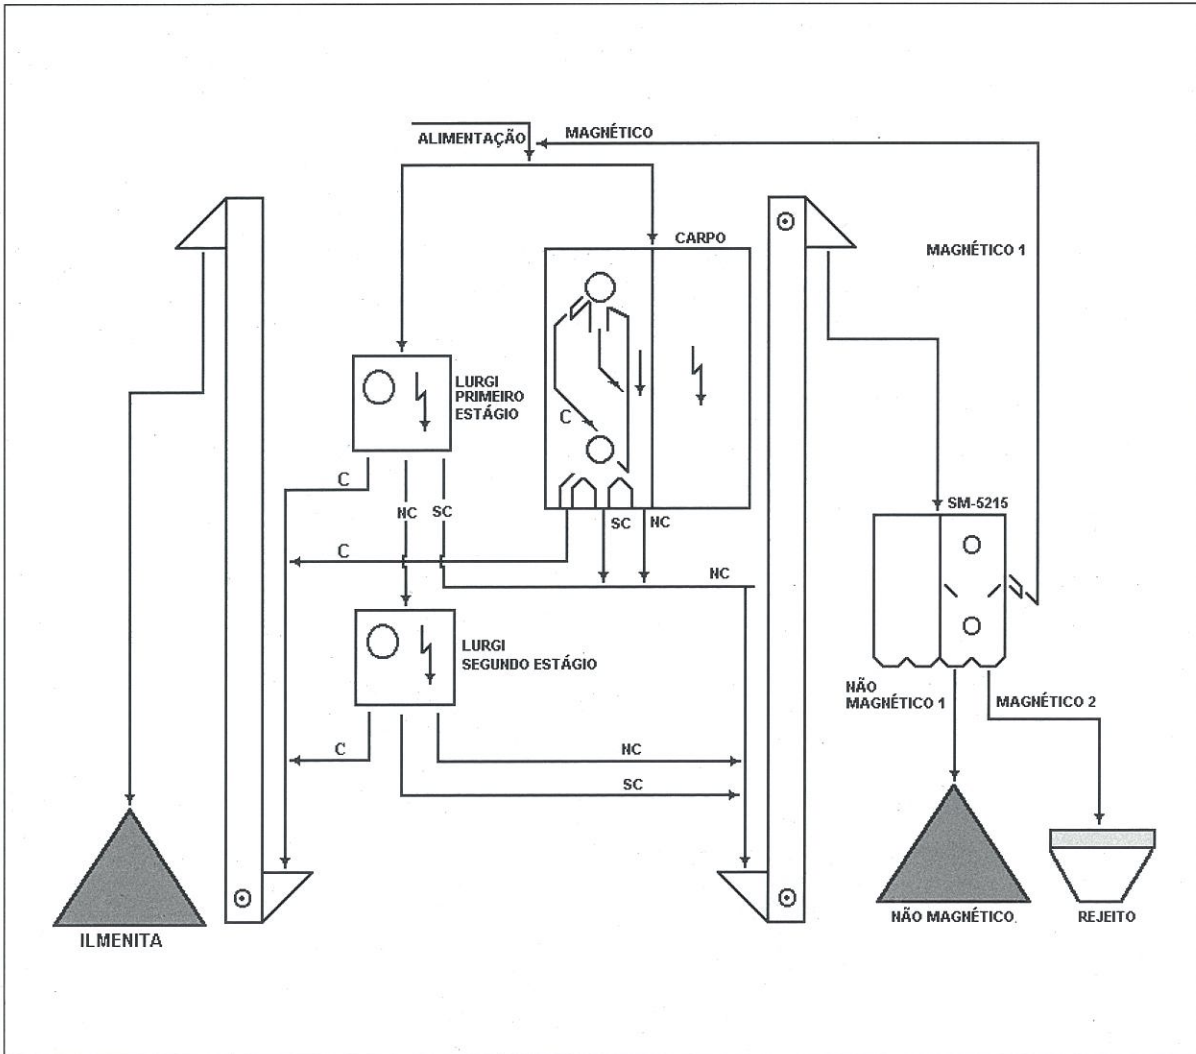 ALIMENTAÇÃO
MAGNÉTICO
CARPO
MAGNÉTICO 1
LURGI
PRIMEIRO
ESTÁGIO
C
C
NC
SC
SC
NC
SM-5215
C
NC
LURGI
SEGUNDO ESTÁGIO
NÃO
MAGNÉTICO 1
MAGNÉTICO 2
C
NC
SC
NÃO MAGNÉTICO.
REJEITO
ILMENITA